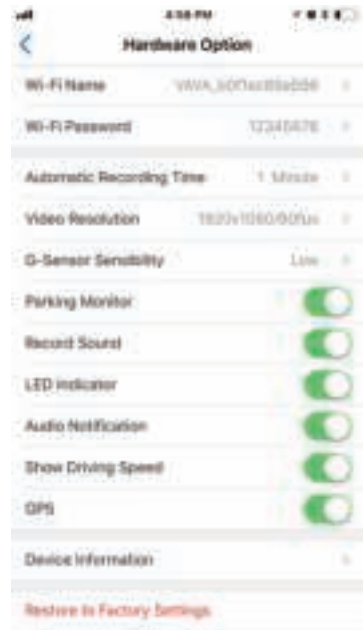 4:58 PM
Hardware Option
Wi-Fi Name
Wi-Fi Password 12345678
Automatic Recording Time 1 Minute
Video Resolution
G-Sensor Sensibility Low
Parking Monitor
Record Sound
LED indicator
Audio Notification
Show Driving Speed
GPS
Device Information
Restore to Factory Settings